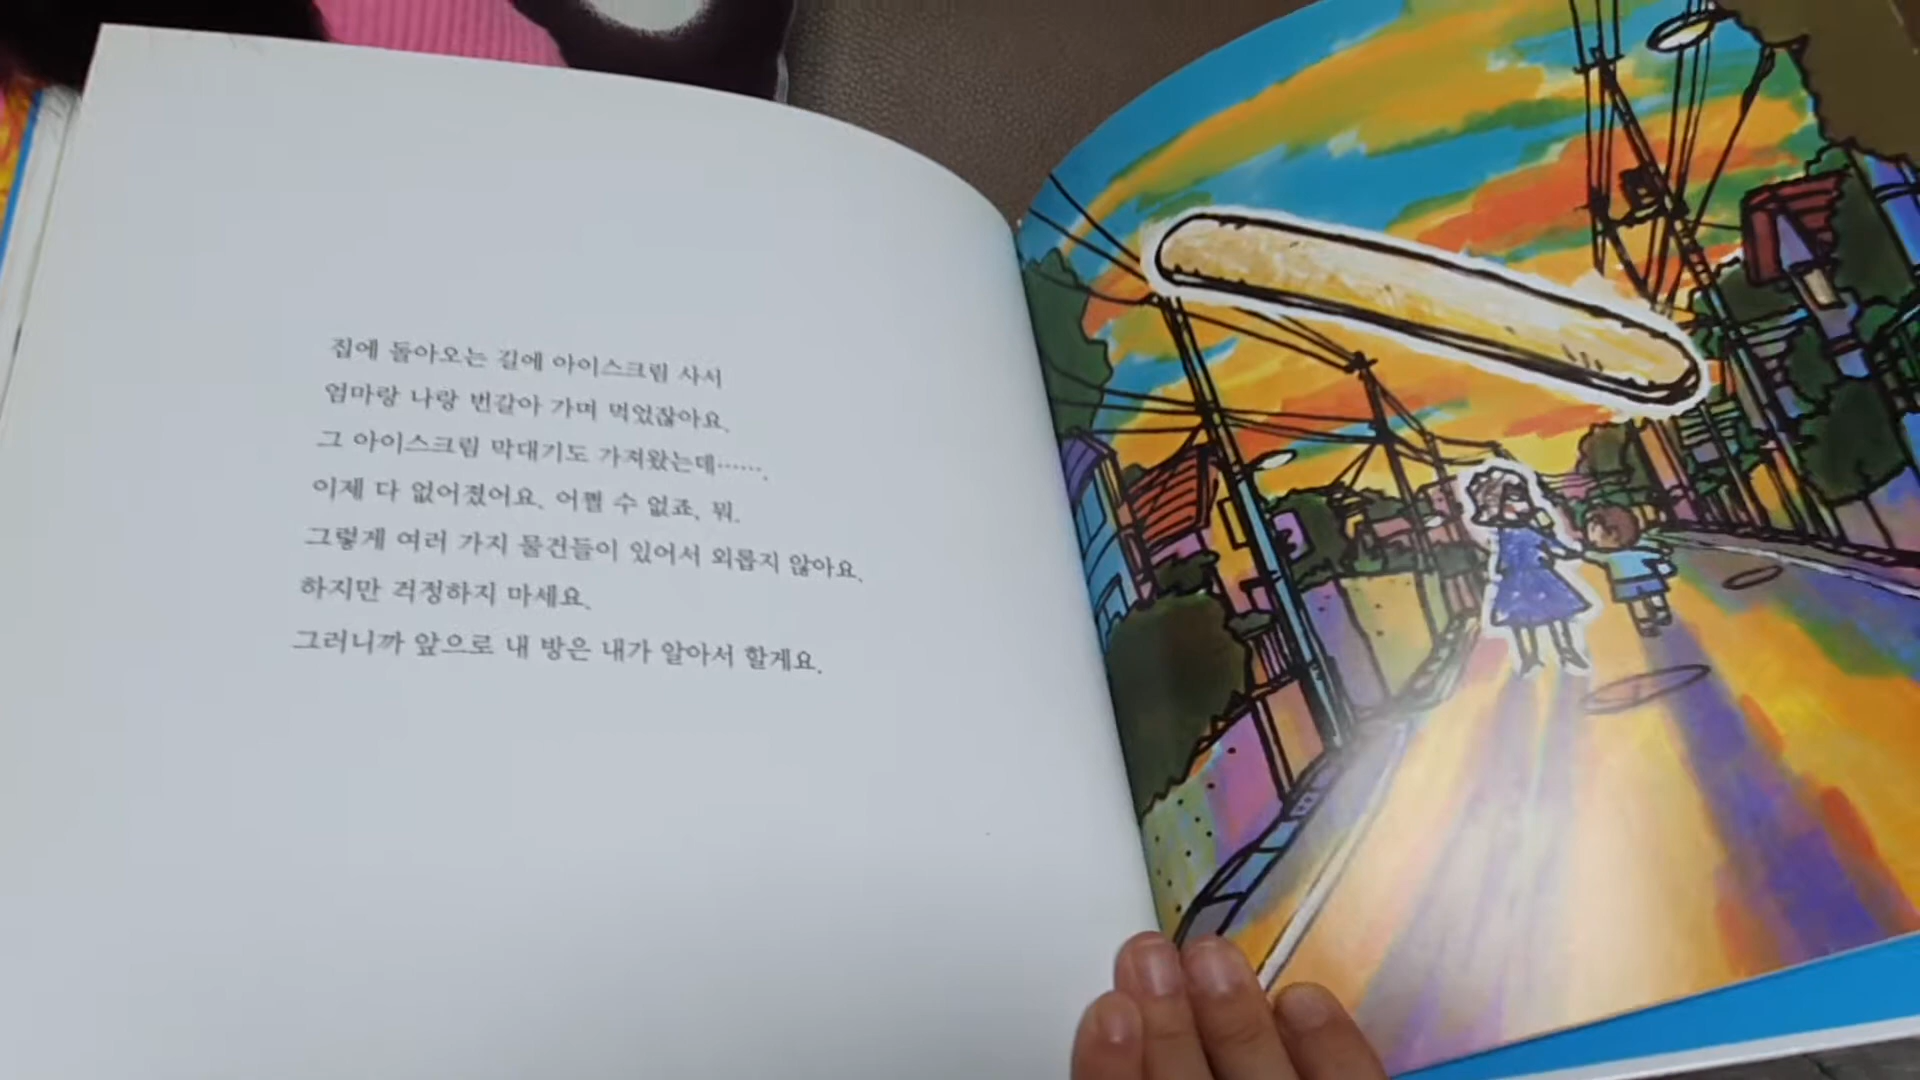 집에 돌아오는 길에 아이스크림 사서
엄마랑 나랑 번갈아 가며 먹었잖아요.
그 아이스크림 막대기도 가져왔는데…….
이제 다 없어졌어요. 어쩔 수 없죠, 뭐.
그렇게 여러 가지 물건들이 있어서 외롭지 않아요.
하지만 걱정하지 마세요.
그러니까 앞으로 내 방은 내가 알아서 할게요.